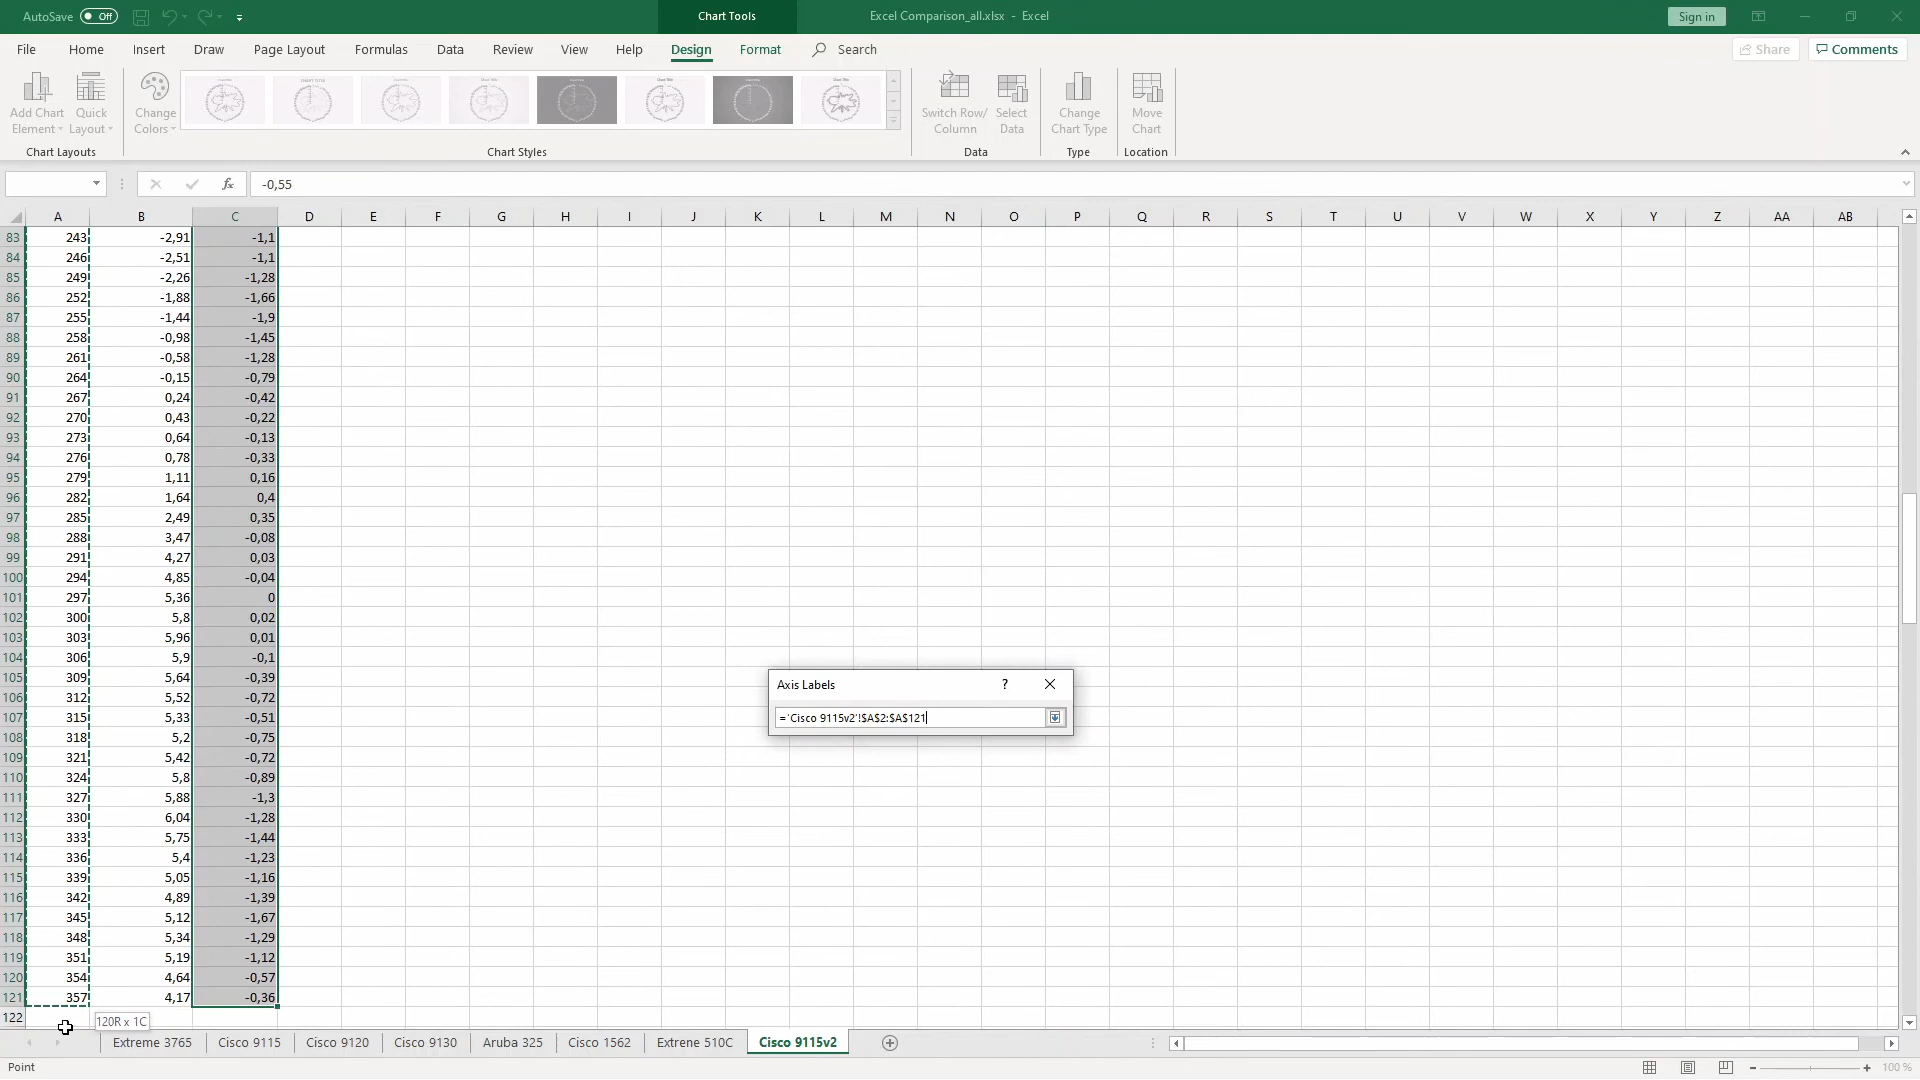 AutoSave Off
Chart Tools
Excel Comparison_all.xlsx - Excel
Sign in
File Home Insert Draw Page Layout Formulas Data Review View Help Design Format Search
Share Comments
Add Chart Element
Quick Layout
Change Colors
Switch Row/ Column
Select Data
Change Chart Type
Move Chart
Chart Layouts Chart Styles Data Type Location
fx -0,55
A B C D E F G H I J K L M N O P Q R S T U V W X Y Z AA AB
83 243 -2,91 -1,1
84 246 -2,51 -1,1
85 249 -2,26 -1,28
86 252 -1,88 -1,66
87 255 -1,44 -1,9
88 258 -0,98 -1,45
89 261 -0,58 -1,28
90 264 -0,15 -0,79
91 267 0,24 -0,42
92 270 0,43 -0,22
93 273 0,64 -0,13
94 276 0,78 -0,33
95 279 1,11 0,16
96 282 1,64 0,4
97 285 2,49 0,35
98 288 3,47 -0,08
99 291 4,27 0,03
100 294 4,85 -0,04
101 297 5,36 0
102 300 5,8 0,02
103 303 5,96 0,01
104 306 5,9 -0,1
105 309 5,64 -0,39
106 312 5,52 -0,72
107 315 5,33 -0,51
108 318 5,2 -0,75
109 321 5,42 -0,72
110 324 5,8 -0,89
111 327 5,88 -1,3
112 330 6,04 -1,28
113 333 5,75 -1,44
114 336 5,4 -1,23
115 339 5,05 -1,16
116 342 4,89 -1,39
117 345 5,12 -1,67
118 348 5,34 -1,29
119 351 5,19 -1,12
120 354 4,64 -0,57
121 357 4,17 -0,36
122
120R x 1C
Axis Labels ?
='Cisco 9115v2'!$A$2:$A$121
Extreme 3765 Cisco 9115 Cisco 9120 Cisco 9130 Aruba 325 Cisco 1562 Extrene 510C Cisco 9115v2
Point
100 %